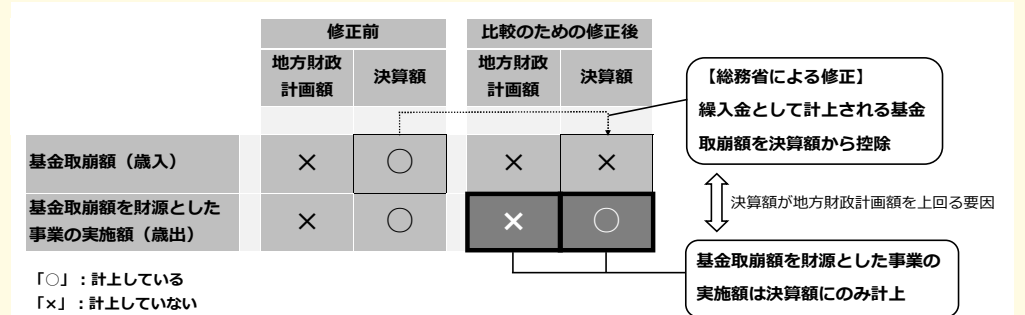 修正前
比較のための修正後
地方財政
計画額
決算額
地方財政
計画額
決算額
【総務省による修正】
繰入金として計上される基金
取崩額を決算額から控除
基金取崩額（歳入）
×
○
×
×
決算額が地方財政計画額を上回る要因
基金取崩額を財源とした
事業の実施額（歳出）
×
○
×
○
基金取崩額を財源とした事業の
実施額は決算額にのみ計上
「○」：計上している
「×」：計上していない